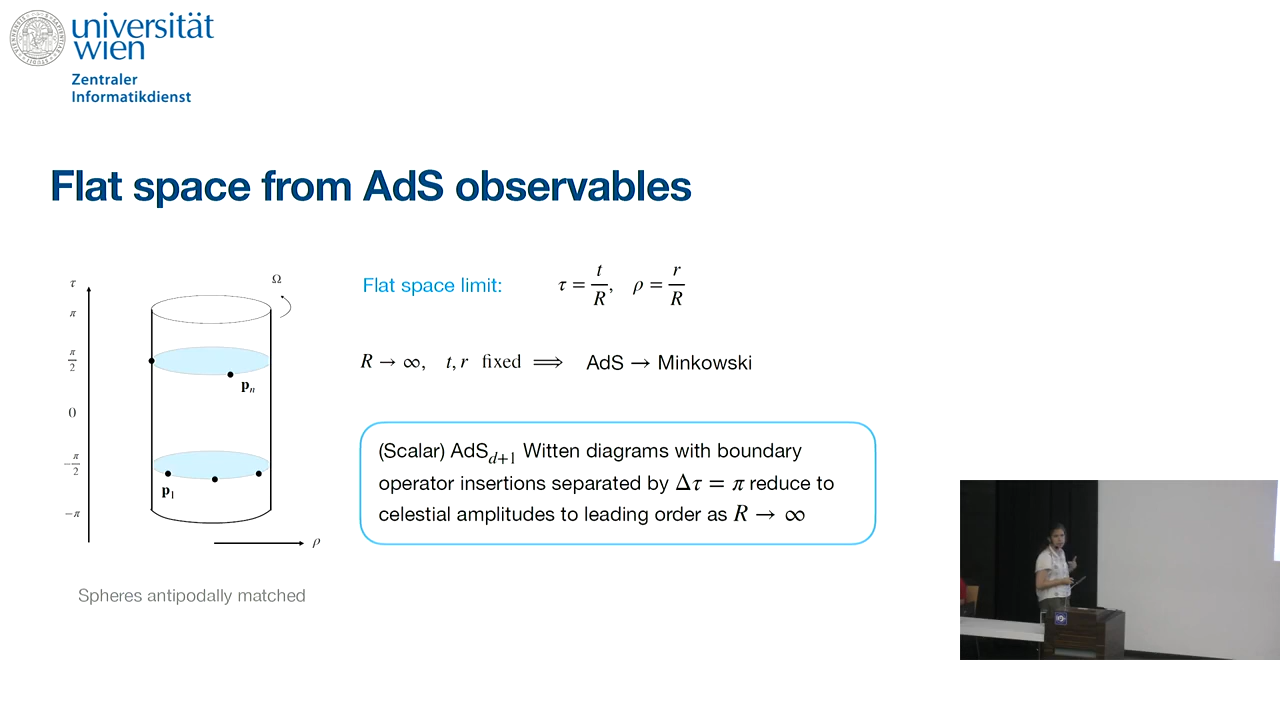 universität
wien
Zentraler
Informatikdienst
Flat space from AdS observables
τ
π
π/2
0
−π/2
−π
Ω
p_n
p_1
ρ
Spheres antipodally matched
Flat space limit: τ = t/R, ρ = r/R
R → ∞, t, r fixed ⟹ AdS → Minkowski
(Scalar) AdS_{d+1} Witten diagrams with boundary
operator insertions separated by Δτ = π reduce to
celestial amplitudes to leading order as R → ∞